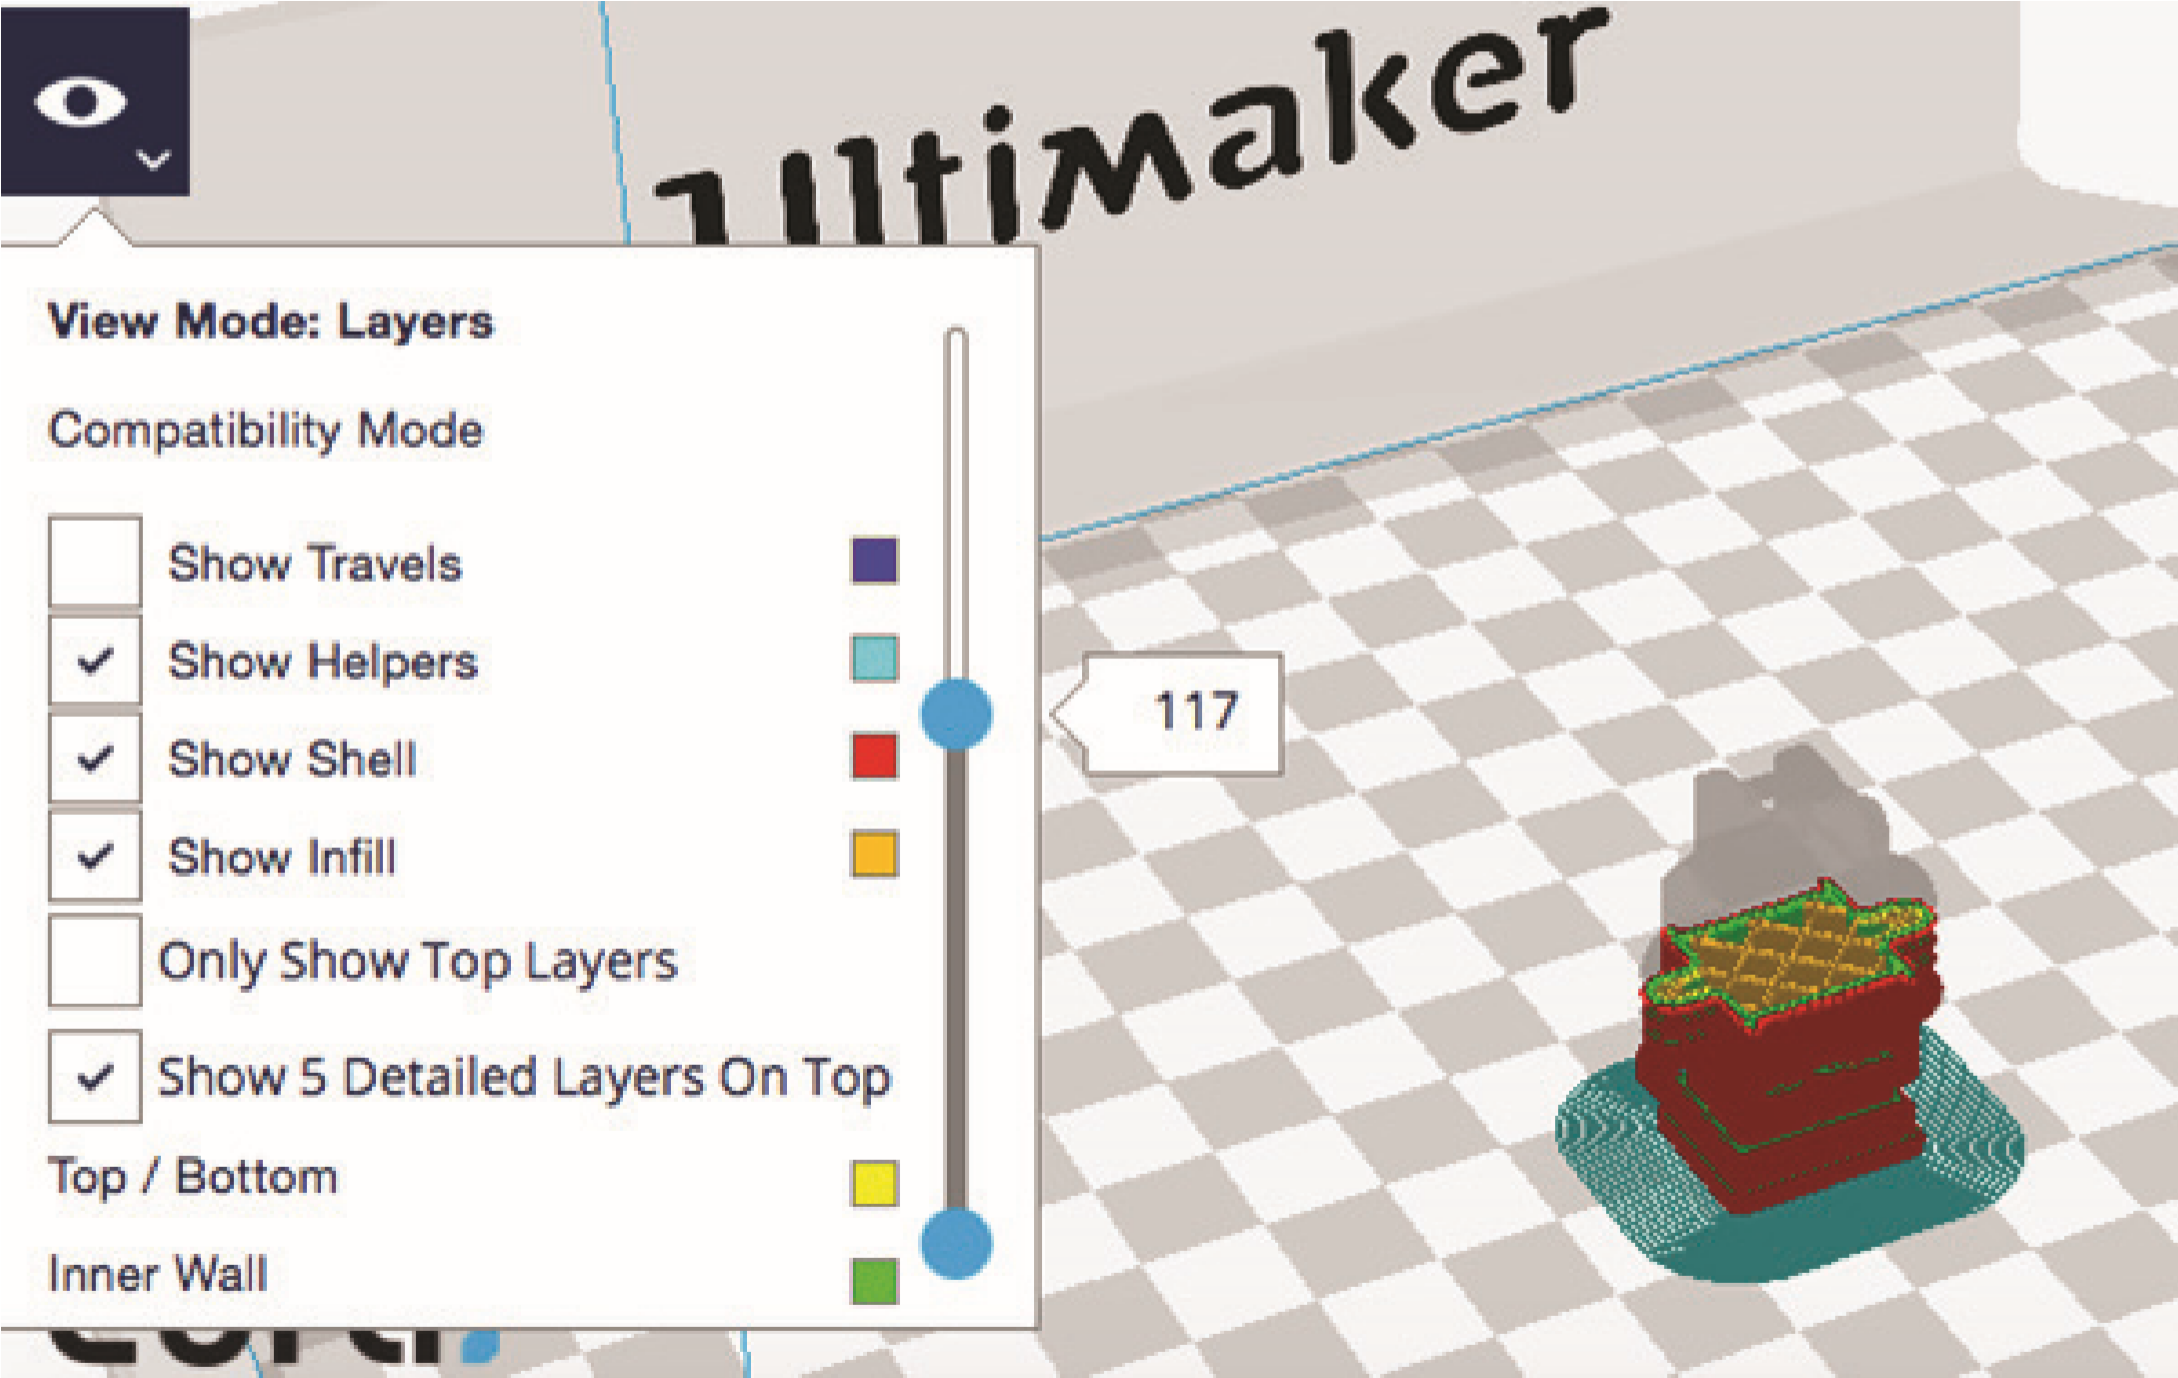 Ultimaker
View Mode: Layers
Compatibility Mode
Show Travels
Show Helpers
117
Show Shell
Show Infill
Only Show Top Layers
Show 5 Detailed Layers On Top
Top / Bottom
Inner Wall
cura.